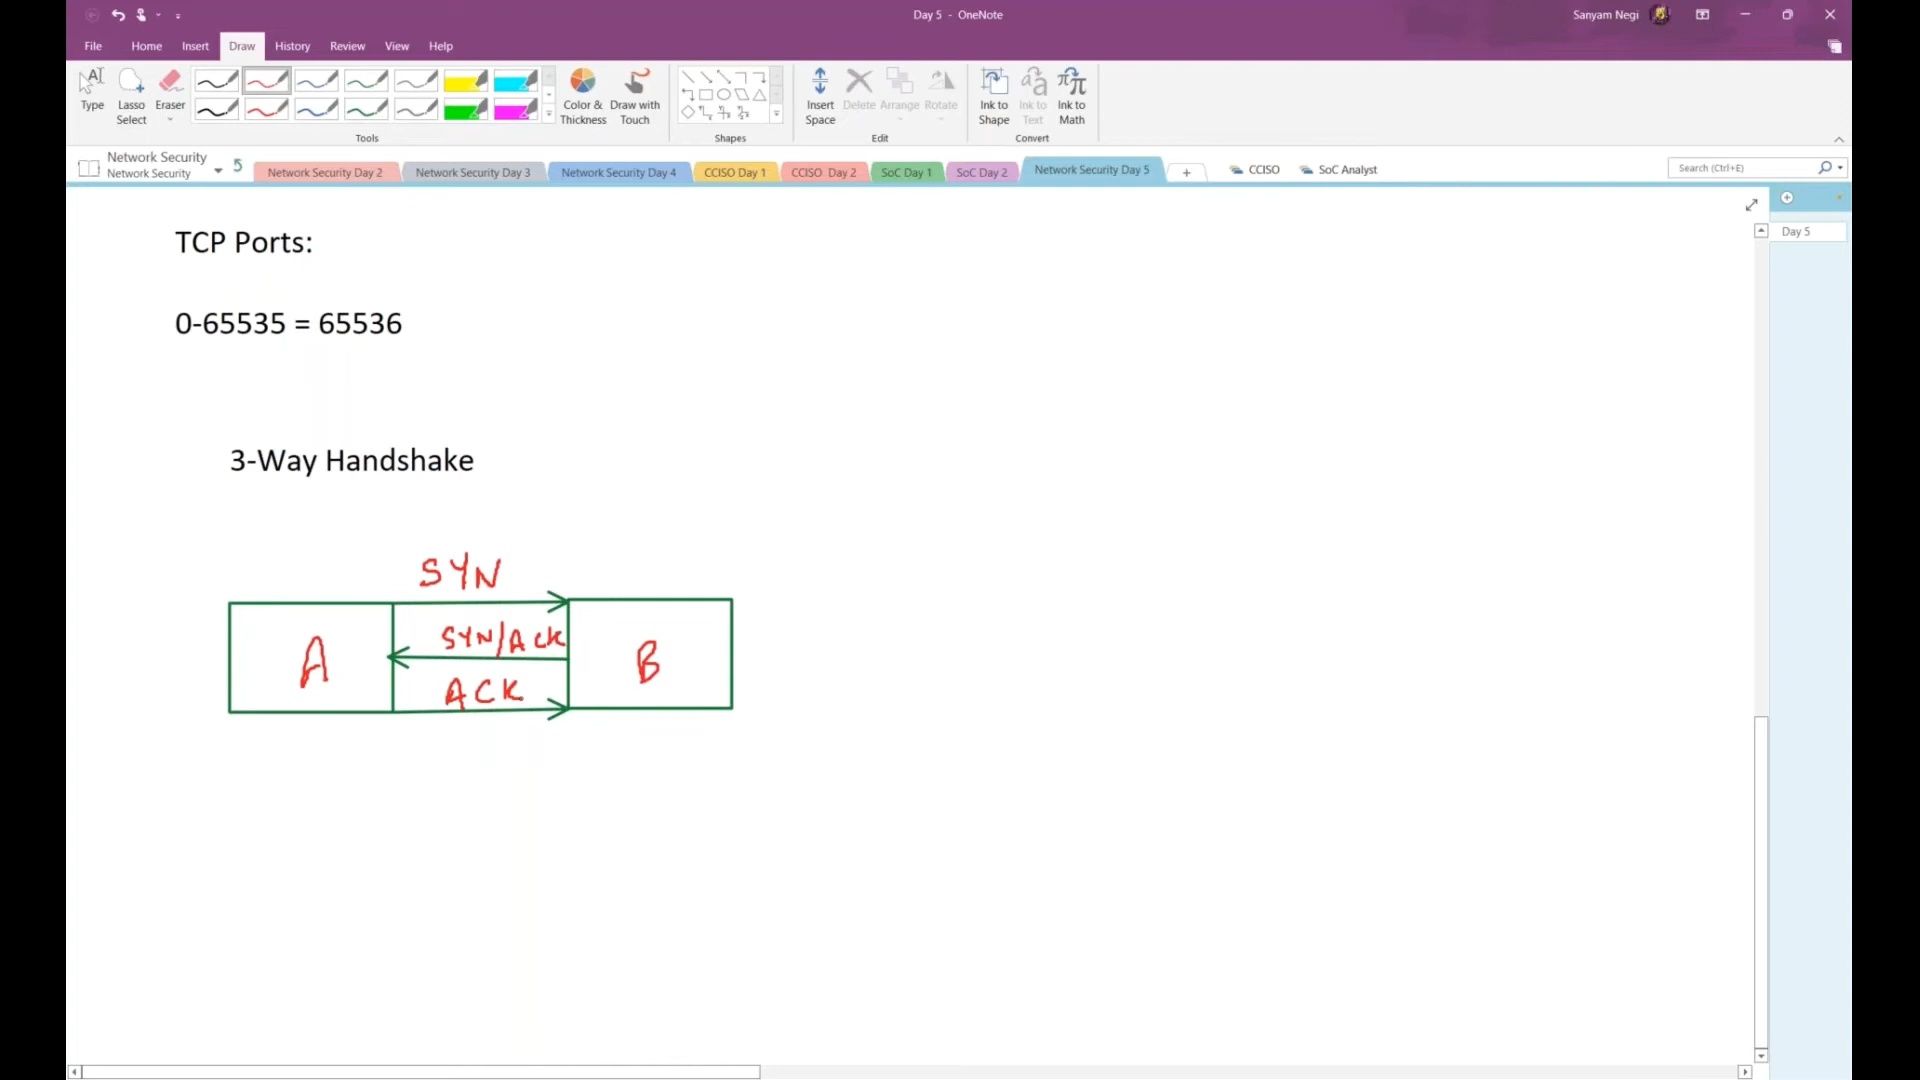 Day 5 - OneNote
Sanyam Negi
File Home Insert Draw History Review View Help
Type
Lasso Select
Eraser
Color & Thickness
Draw with Touch
Insert Space
Delete Arrange Rotate
Ink to Shape
Ink to Text
Ink to Math
Tools Shapes Edit Convert
Network Security
Network Security
Network Security Day 2 Network Security Day 3 Network Security Day 4 CCISO Day 1 CCISO Day 2 SoC Day 1 SoC Day 2 Network Security Day 5 + CCISO SoC Analyst
Search (Ctrl+E)
Day 5
TCP Ports:
0-65535 = 65536
3-Way Handshake
SYN
SYN/ACK
A B
ACK